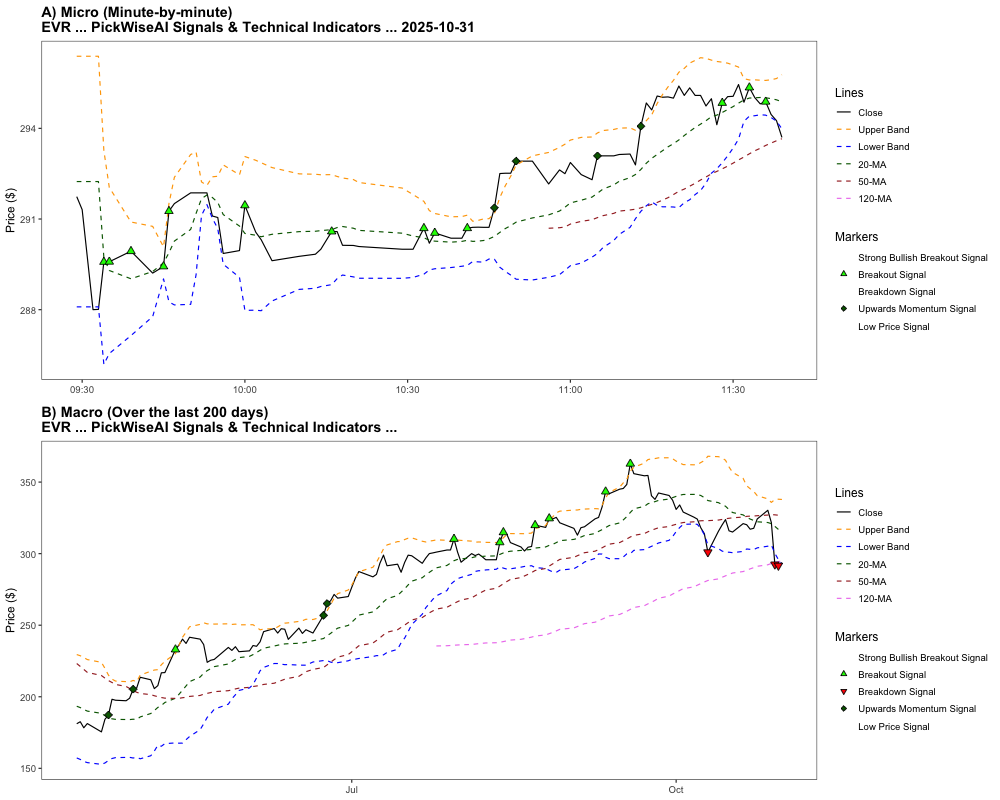 A) Micro (Minute-by-minute)
EVR ... PickWiseAI Signals & Technical Indicators ... 2025-10-31
Price ($)
294
291
288
09:30
10:00
10:30
11:00
11:30
Lines
Close
Upper Band
Lower Band
20-MA
50-MA
120-MA
Markers
Strong Bullish Breakout Signal
Breakout Signal
Breakdown Signal
Upwards Momentum Signal
Low Price Signal
B) Macro (Over the last 200 days)
EVR ... PickWiseAI Signals & Technical Indicators ...
Price ($)
350
300
250
200
150
Jul
Oct
Lines
Close
Upper Band
Lower Band
20-MA
50-MA
120-MA
Markers
Strong Bullish Breakout Signal
Breakout Signal
Breakdown Signal
Upwards Momentum Signal
Low Price Signal